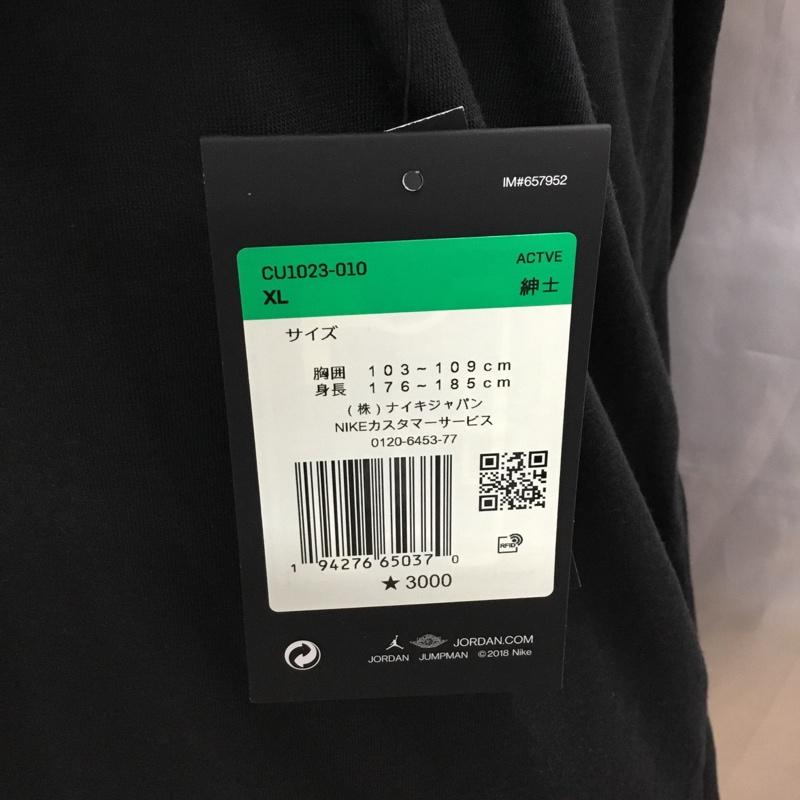 IM#657952
CU1023-010
ACTVE
XL
紳士
サイズ
胸囲 103~109cm
身長 176~185cm
(株)ナイキジャパン
NIKEカスタマーサービス
0120-6453-77
RFID
1 94276 65037 0
★3000
JORDAN.COM
JORDAN JUMPMAN ©2018 Nike